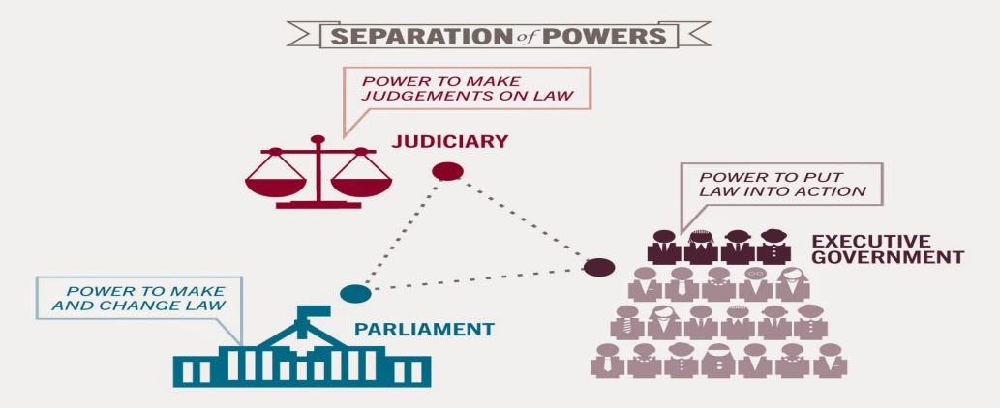 SEPARATION of POWERS
POWER TO MAKE
JUDGEMENTS ON LAW
JUDICIARY
POWER TO PUT
LAW INTO ACTION
EXECUTIVE
GOVERNMENT
POWER TO MAKE
AND CHANGE LAW
PARLIAMENT